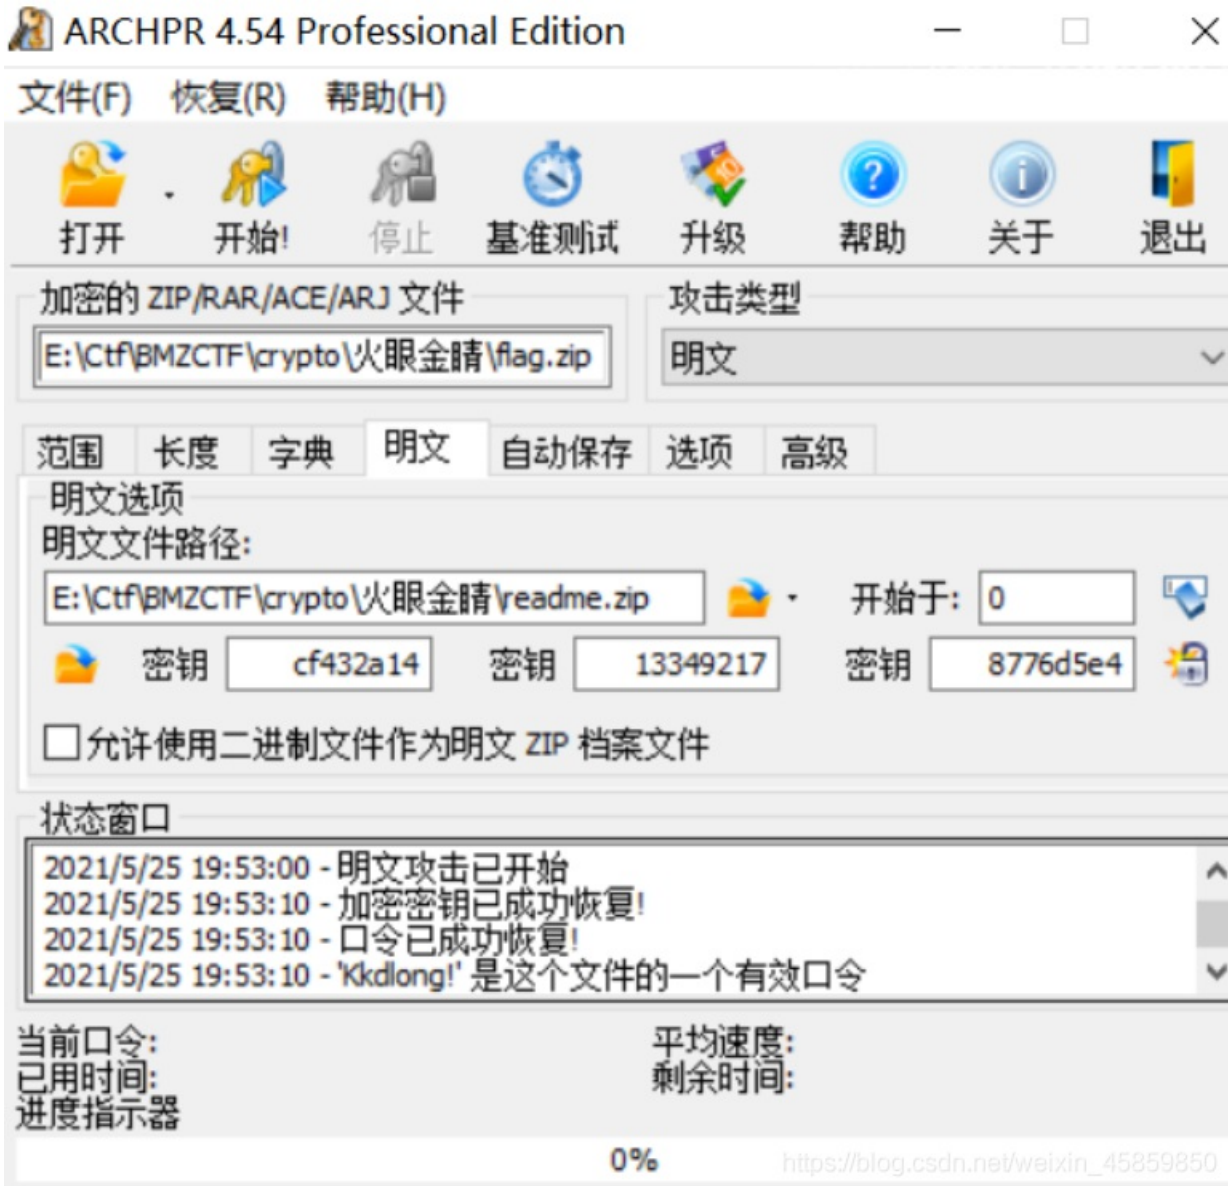 ARCHPR 4.54 Professional Edition
文件(F) 恢复(R) 帮助(H)
打开 开始! 停止 基准测试 升级 帮助 关于 退出
加密的 ZIP/RAR/ACE/ARJ 文件 攻击类型
E:\Ctf\BMZCTF\crypto\火眼金睛\flag.zip 明文
范围 长度 字典 明文 自动保存 选项 高级
明文选项
明文文件路径:
E:\Ctf\BMZCTF\crypto\火眼金睛\readme.zip 开始于: 0
密钥 cf432a14 密钥 13349217 密钥 8776d5e4
允许使用二进制文件作为明文 ZIP 档案文件
状态窗口
2021/5/25 19:53:00 - 明文攻击已开始
2021/5/25 19:53:10 - 加密密钥已成功恢复!
2021/5/25 19:53:10 - 口令已成功恢复!
2021/5/25 19:53:10 - 'Kkdlong!' 是这个文件的一个有效口令
当前口令: 平均速度:
已用时间: 剩余时间:
进度指示器
0%
https://blog.csdn.net/weixin_45859850